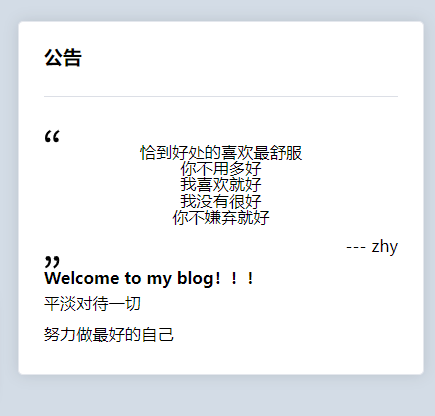 公告
“
恰到好处的喜欢最舒服
你不用多好
我喜欢就好
我没有很好
你不嫌弃就好
--- zhy
”
Welcome to my blog！！！
平淡对待一切
努力做最好的自己